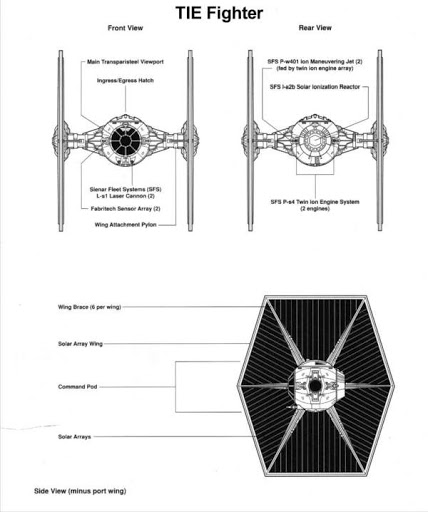 TIE Fighter
Front View
Rear View
Main Transparisteel Viewport
Ingress/Egress Hatch
SFS P-w401 Ion Maneuvering Jet (2)
(fed by twin ion engine array)
SFS I-a2b Solar Ionization Reactor
Sienar Fleet Systems (SFS)
L-s1 Laser Cannon (2)
Fabritech Sensor Array (2)
Wing Attachment Pylon
SFS P-s4 Twin Ion Engine System
(2 engines)
Wing Brace (6 per wing)
Solar Array Wing
Command Pod
Solar Arrays
Side View (minus port wing)